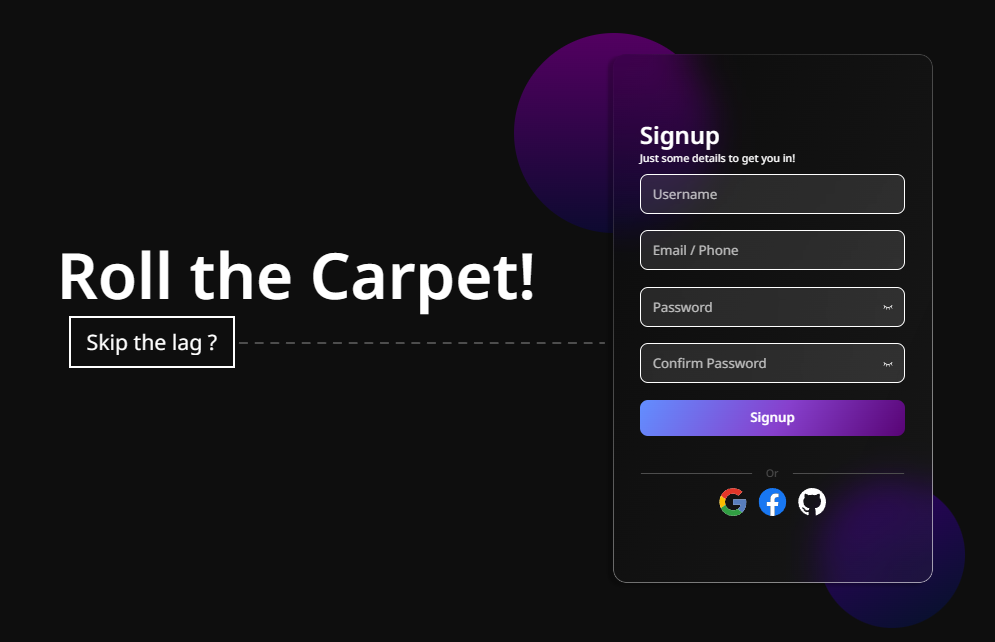 Roll the Carpet!
Skip the lag ?
Signup
Just some details to get you in!
Username
Email / Phone
Password
Confirm Password
Signup
Or